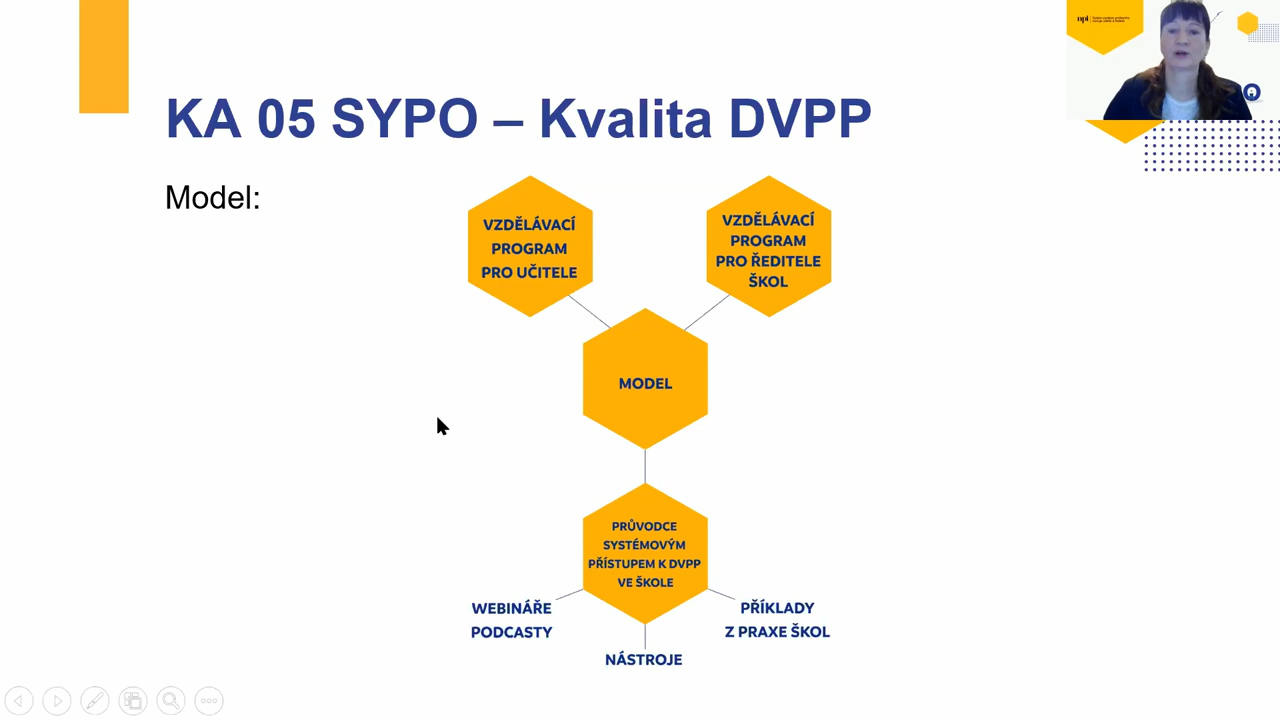 KA 05 SYPO – Kvalita DVPP
Model:
VZDĚLÁVACÍ
PROGRAM
PRO UČITELE
VZDĚLÁVACÍ
PROGRAM
PRO ŘEDITELE
ŠKOL
MODEL
PRŮVODCE
SYSTÉMOVÝM
PŘÍSTUPEM K DVPP
VE ŠKOLE
WEBINÁŘE
PODCASTY
NÁSTROJE
PŘÍKLADY
Z PRAXE ŠKOL
npi